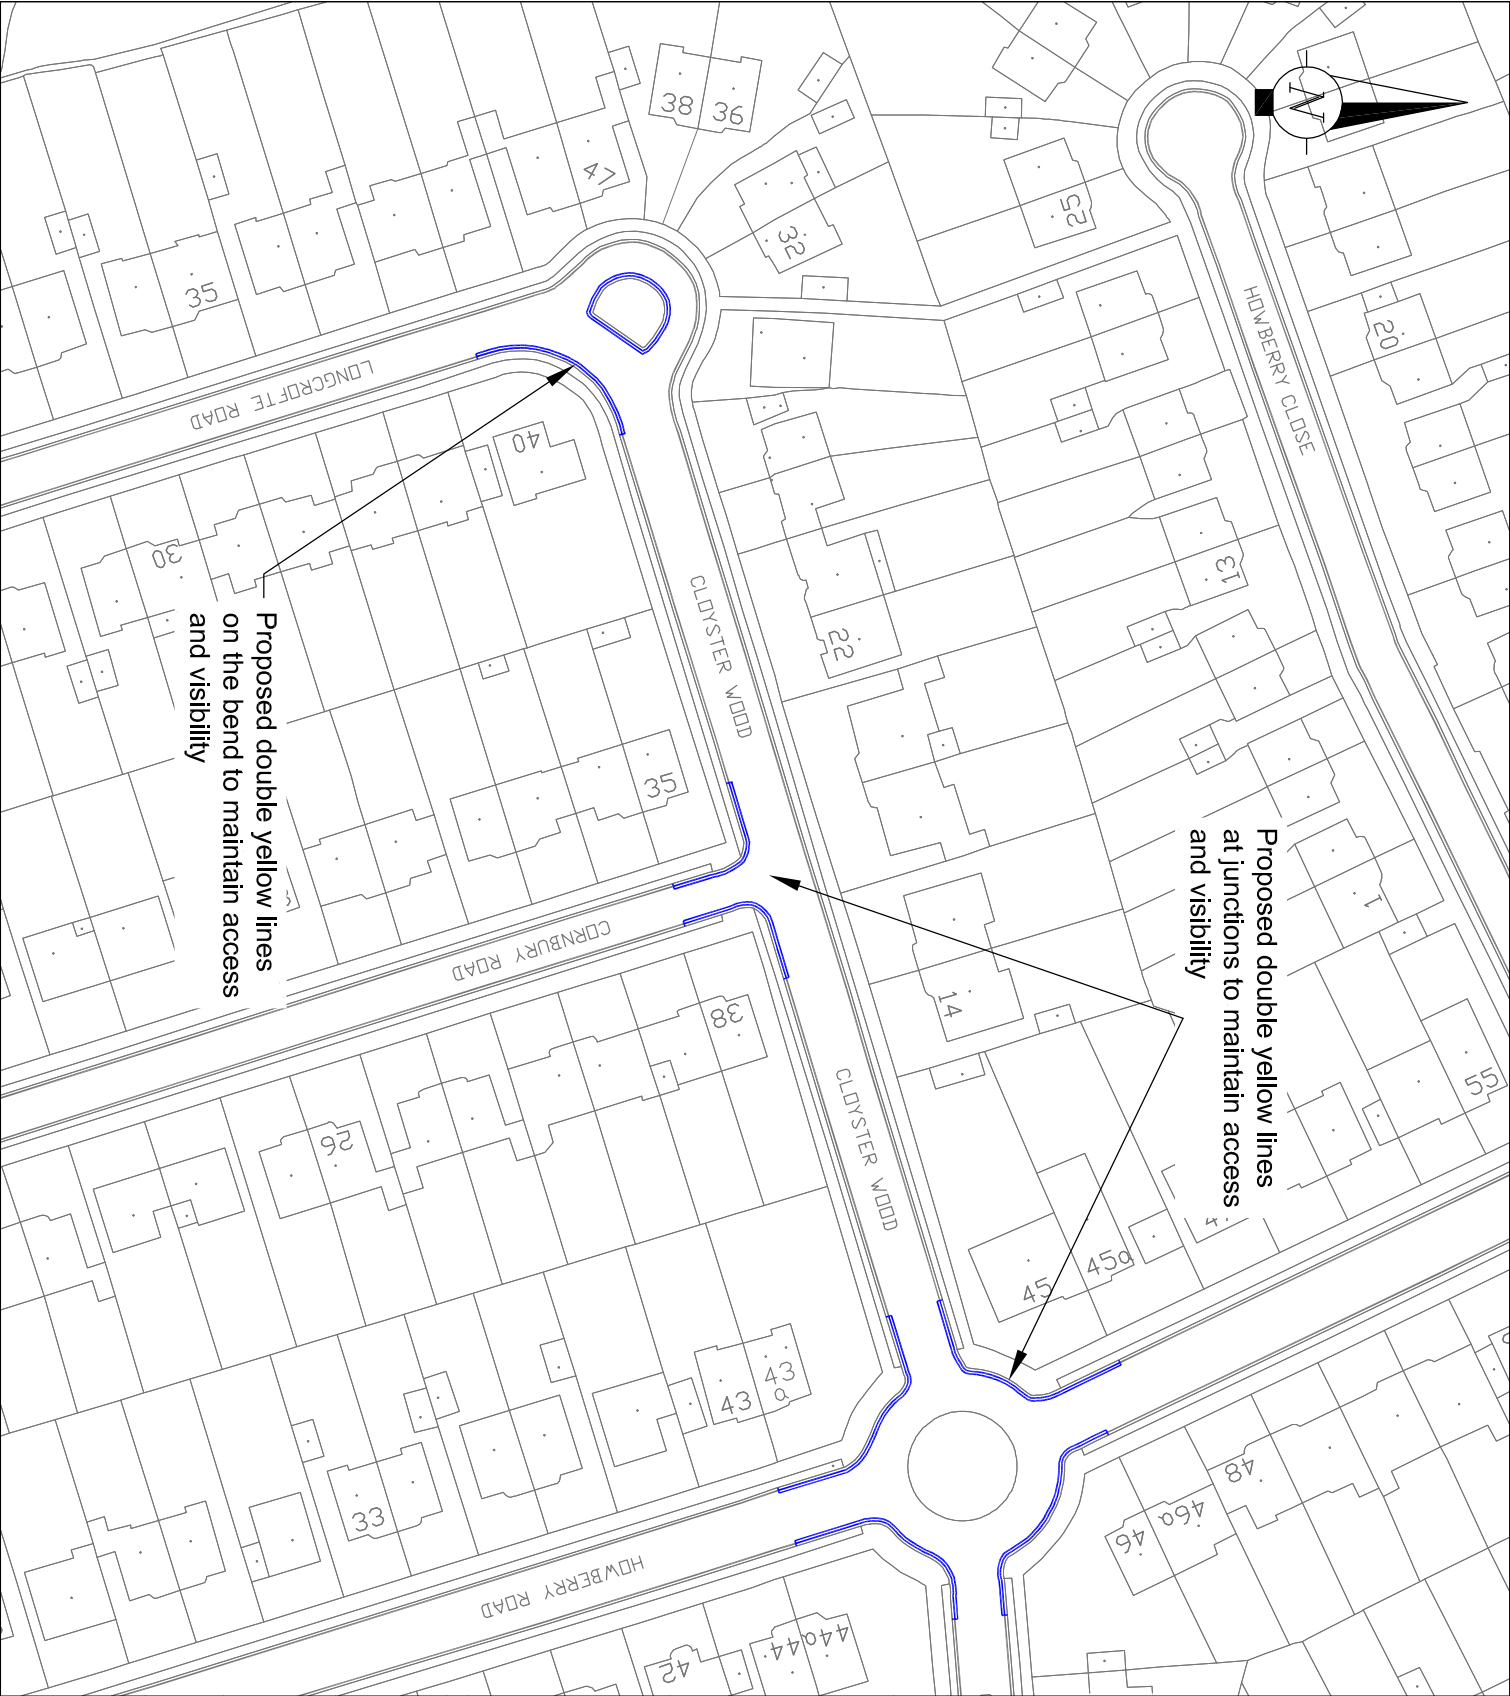 Proposed double yellow lines
at junctions to maintain access
and visibility
Proposed double yellow lines
on the bend to maintain access
and visibility
HOWBERRY CLOSE
CLOYSTER WOOD
CLOYSTER WOOD
LONGCROFTE ROAD
CORNBURY ROAD
HOWBERRY ROAD
N
38
36
47
32
25
20
35
40
30
22
13
35
1
14
38
55
26
45
45a
43
43
a
33
48
46a
46
44a
44
42